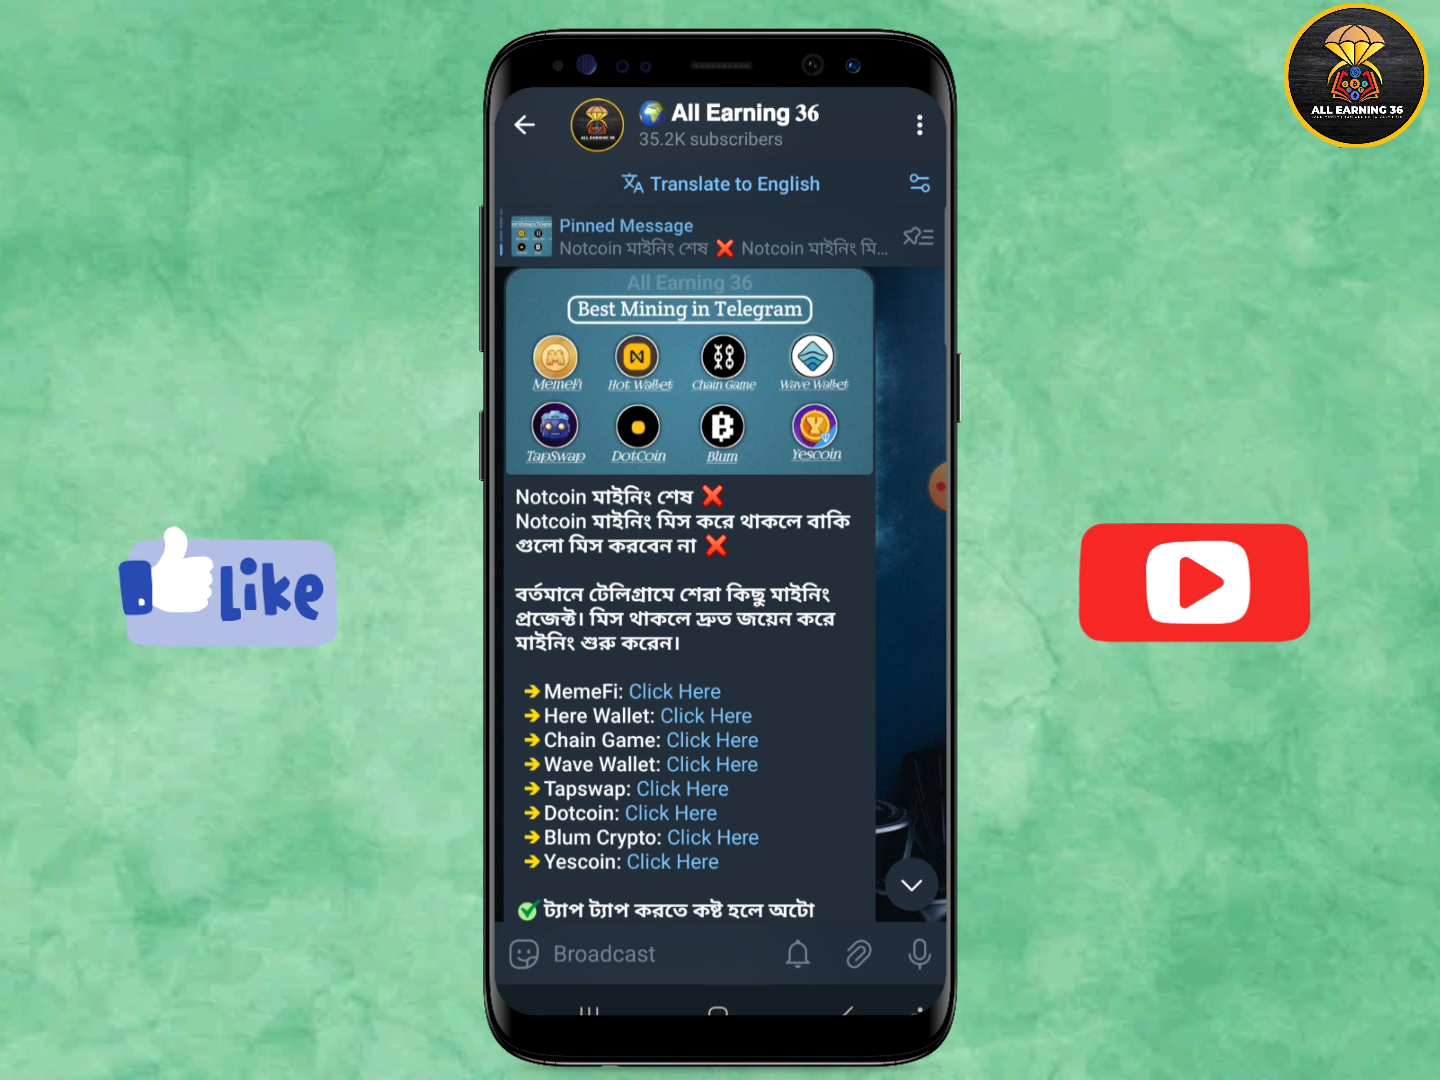 ALL EARNING 36
All Earning 36
35.2K subscribers
Translate to English
Pinned Message
Notcoin মাইনিং শেষ ❌ Notcoin মাইনিং মি...
All Earning 36
Best Mining in Telegram
MemeFi Hot Wallet Chain Game Wave Wallet
TapSwap DotCoin Blum Yescoin
Notcoin মাইনিং শেষ ❌
Notcoin মাইনিং মিস করে থাকলে বাকি
গুলো মিস করবেন না ❌
বর্তমানে টেলিগ্রামে শেরা কিছু মাইনিং
প্রজেক্ট। মিস থাকলে দ্রুত জয়েন করে
মাইনিং শুরু করেন।
➔ MemeFi: Click Here
➔ Here Wallet: Click Here
➔ Chain Game: Click Here
➔ Wave Wallet: Click Here
➔ Tapswap: Click Here
➔ Dotcoin: Click Here
➔ Blum Crypto: Click Here
➔ Yescoin: Click Here
✅ ট্যাপ ট্যাপ করতে কষ্ট হলে অটো
Broadcast
Like